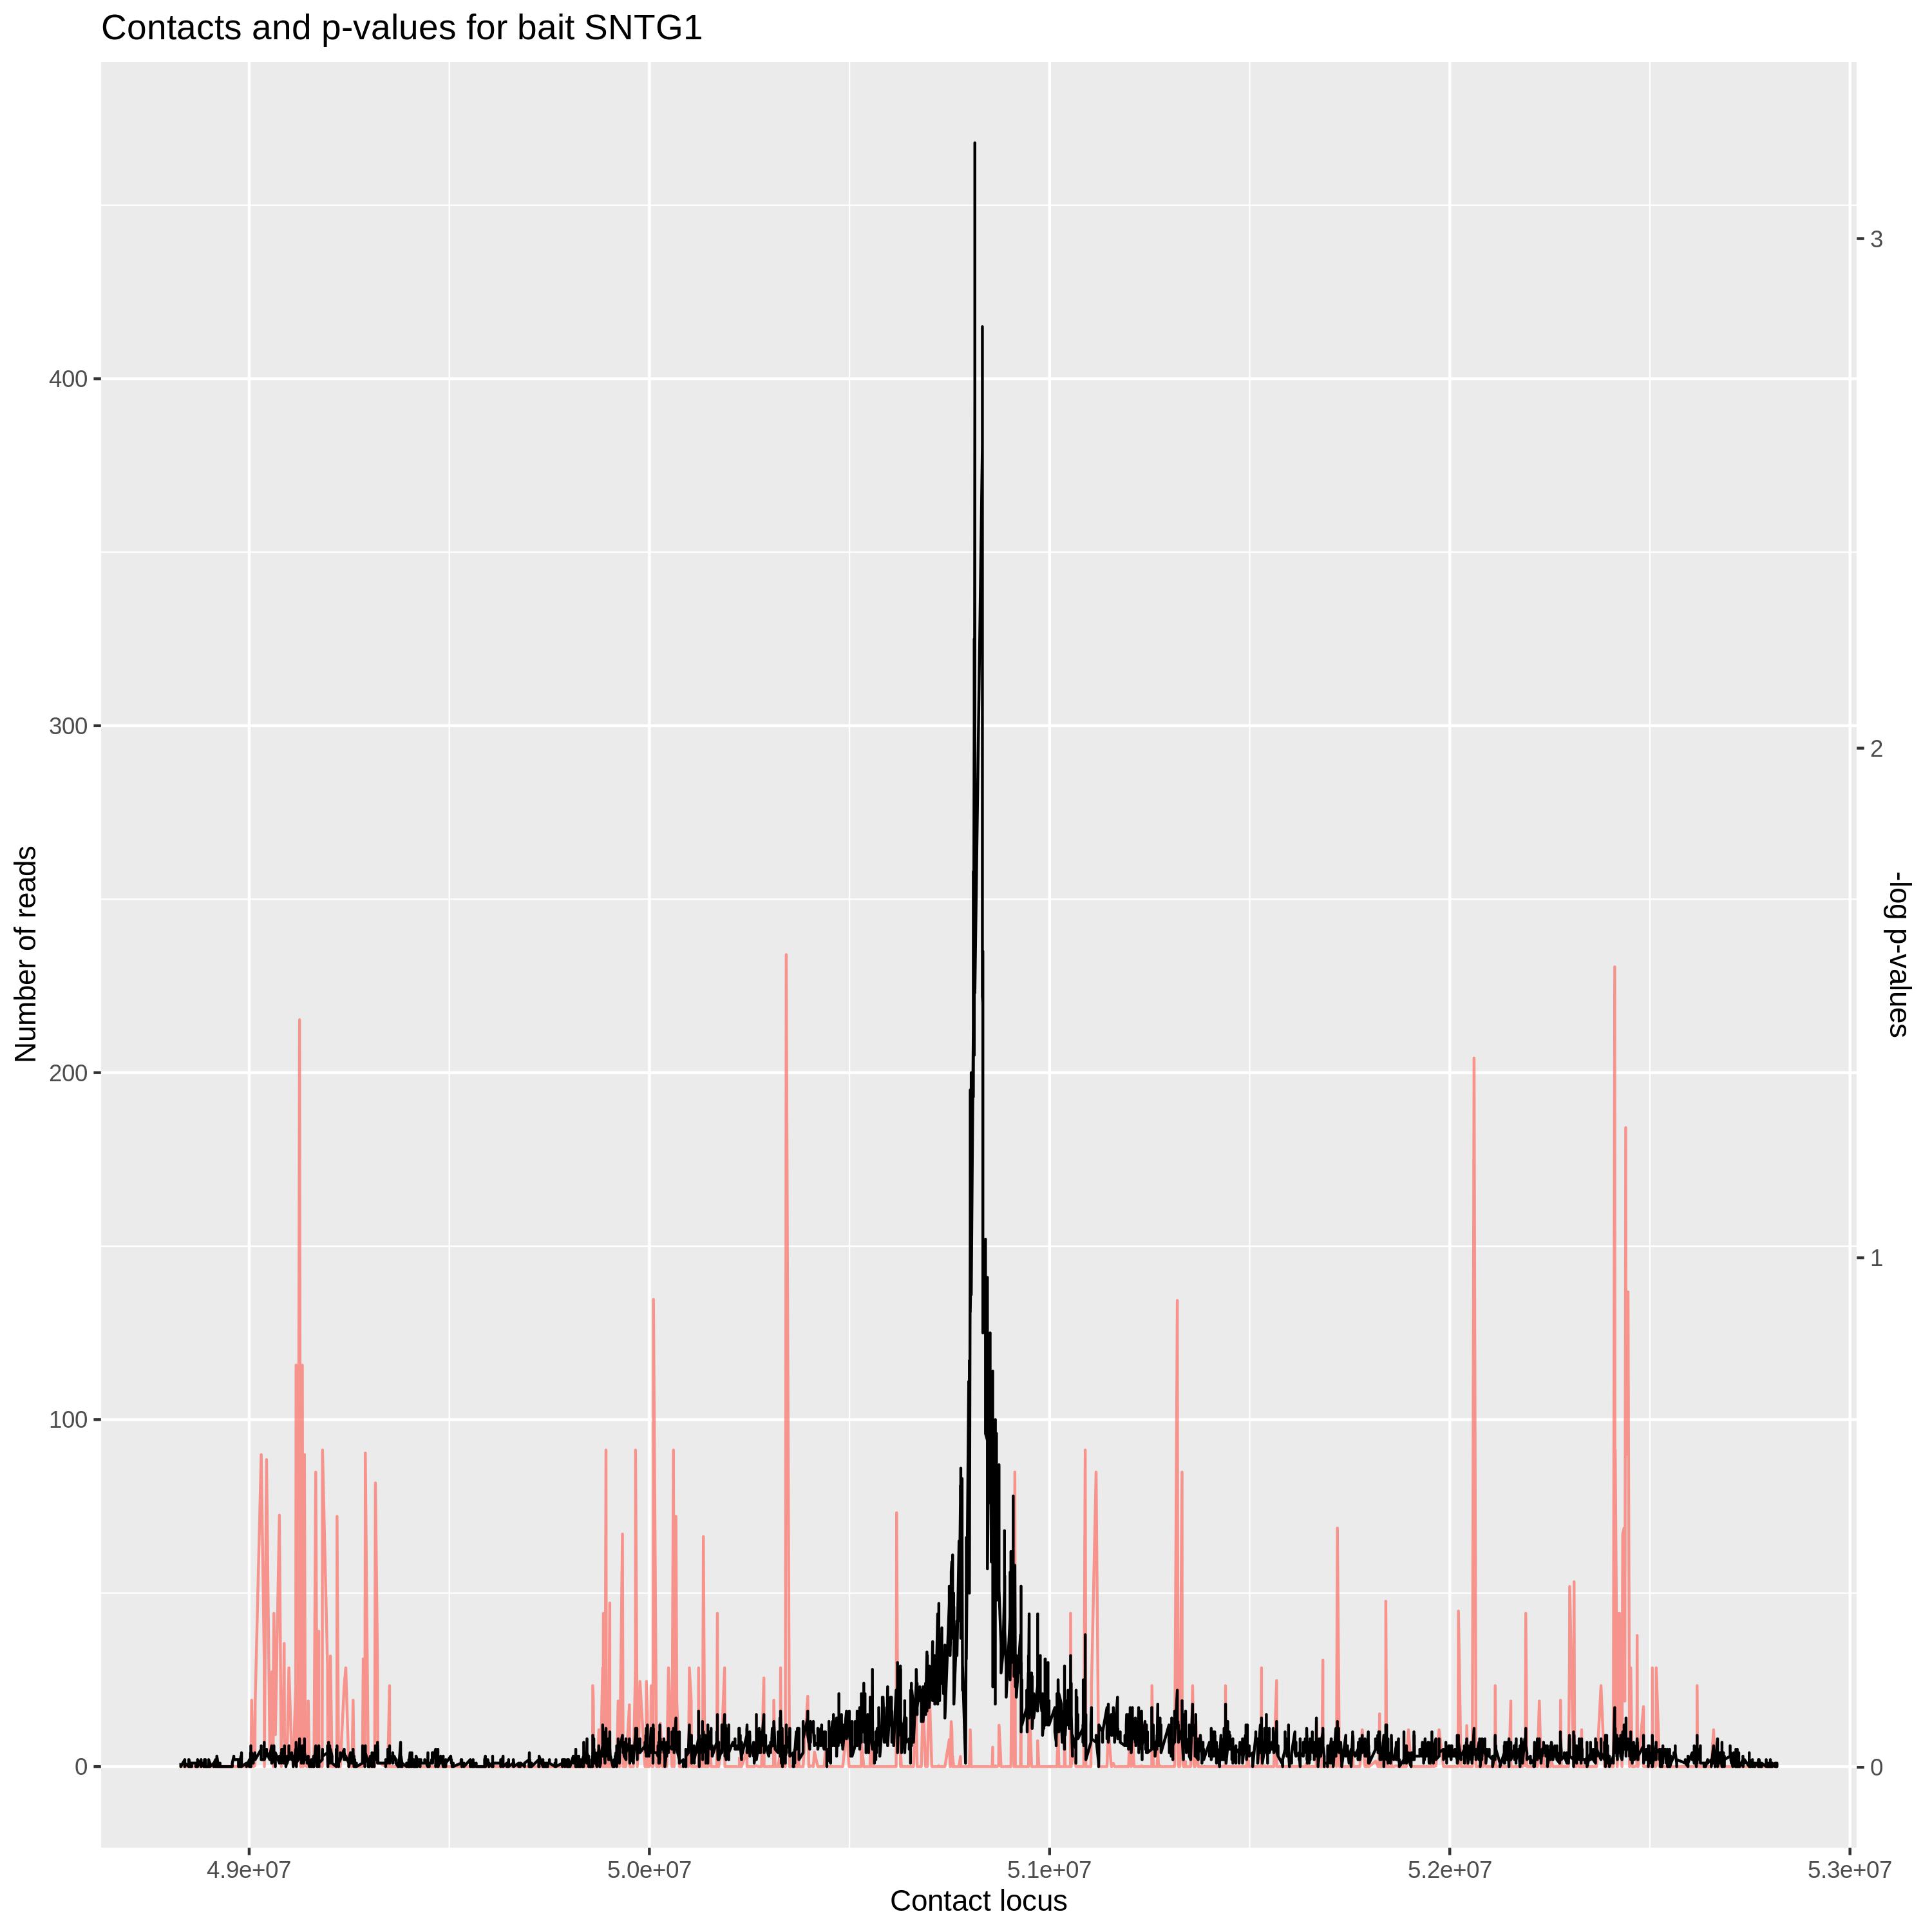 Contacts and p-values for bait SNTG1
Number of reads
400
300
200
100
0
3
2
1
0
-log p-values
4.9e+07
5.0e+07
5.1e+07
5.2e+07
5.3e+07
Contact locus